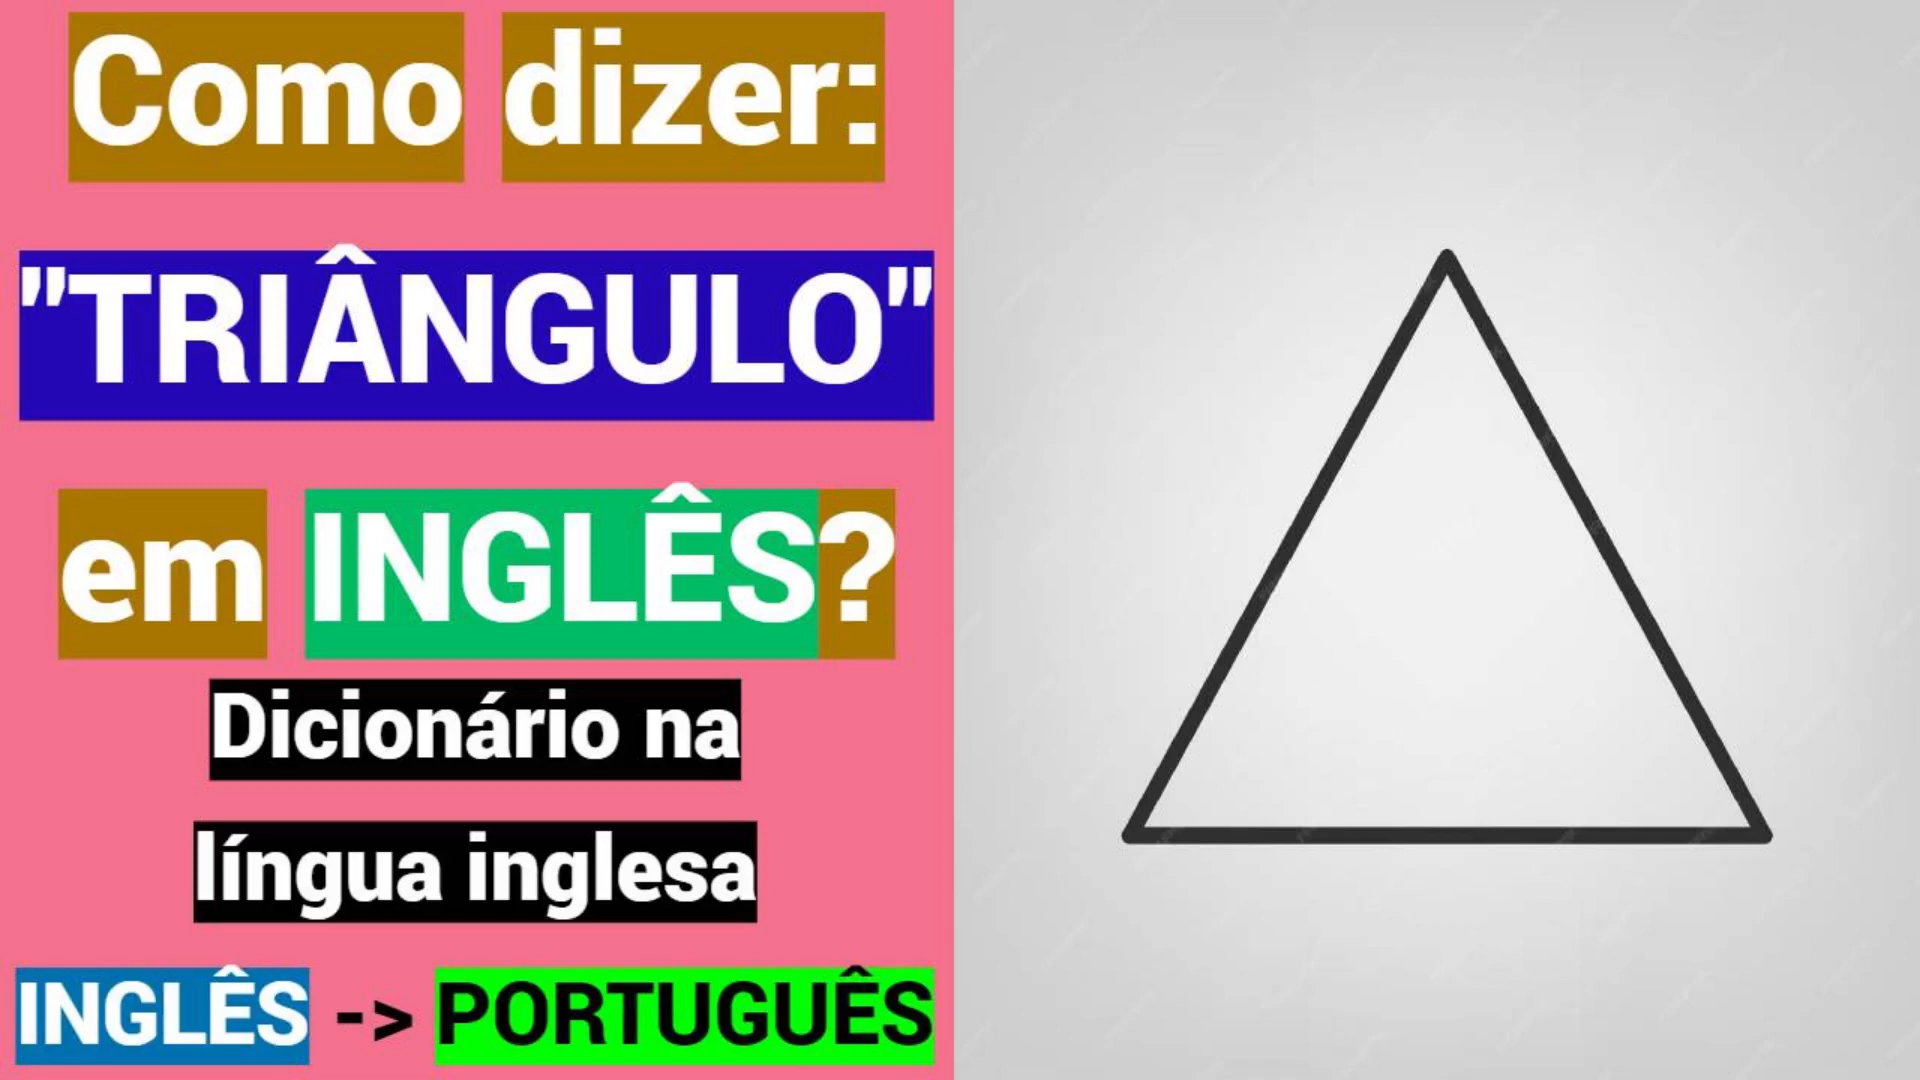 Como dizer:
"TRIÂNGULO"
em INGLÊS?
Dicionário na
língua inglesa
INGLÊS -> PORTUGUÊS